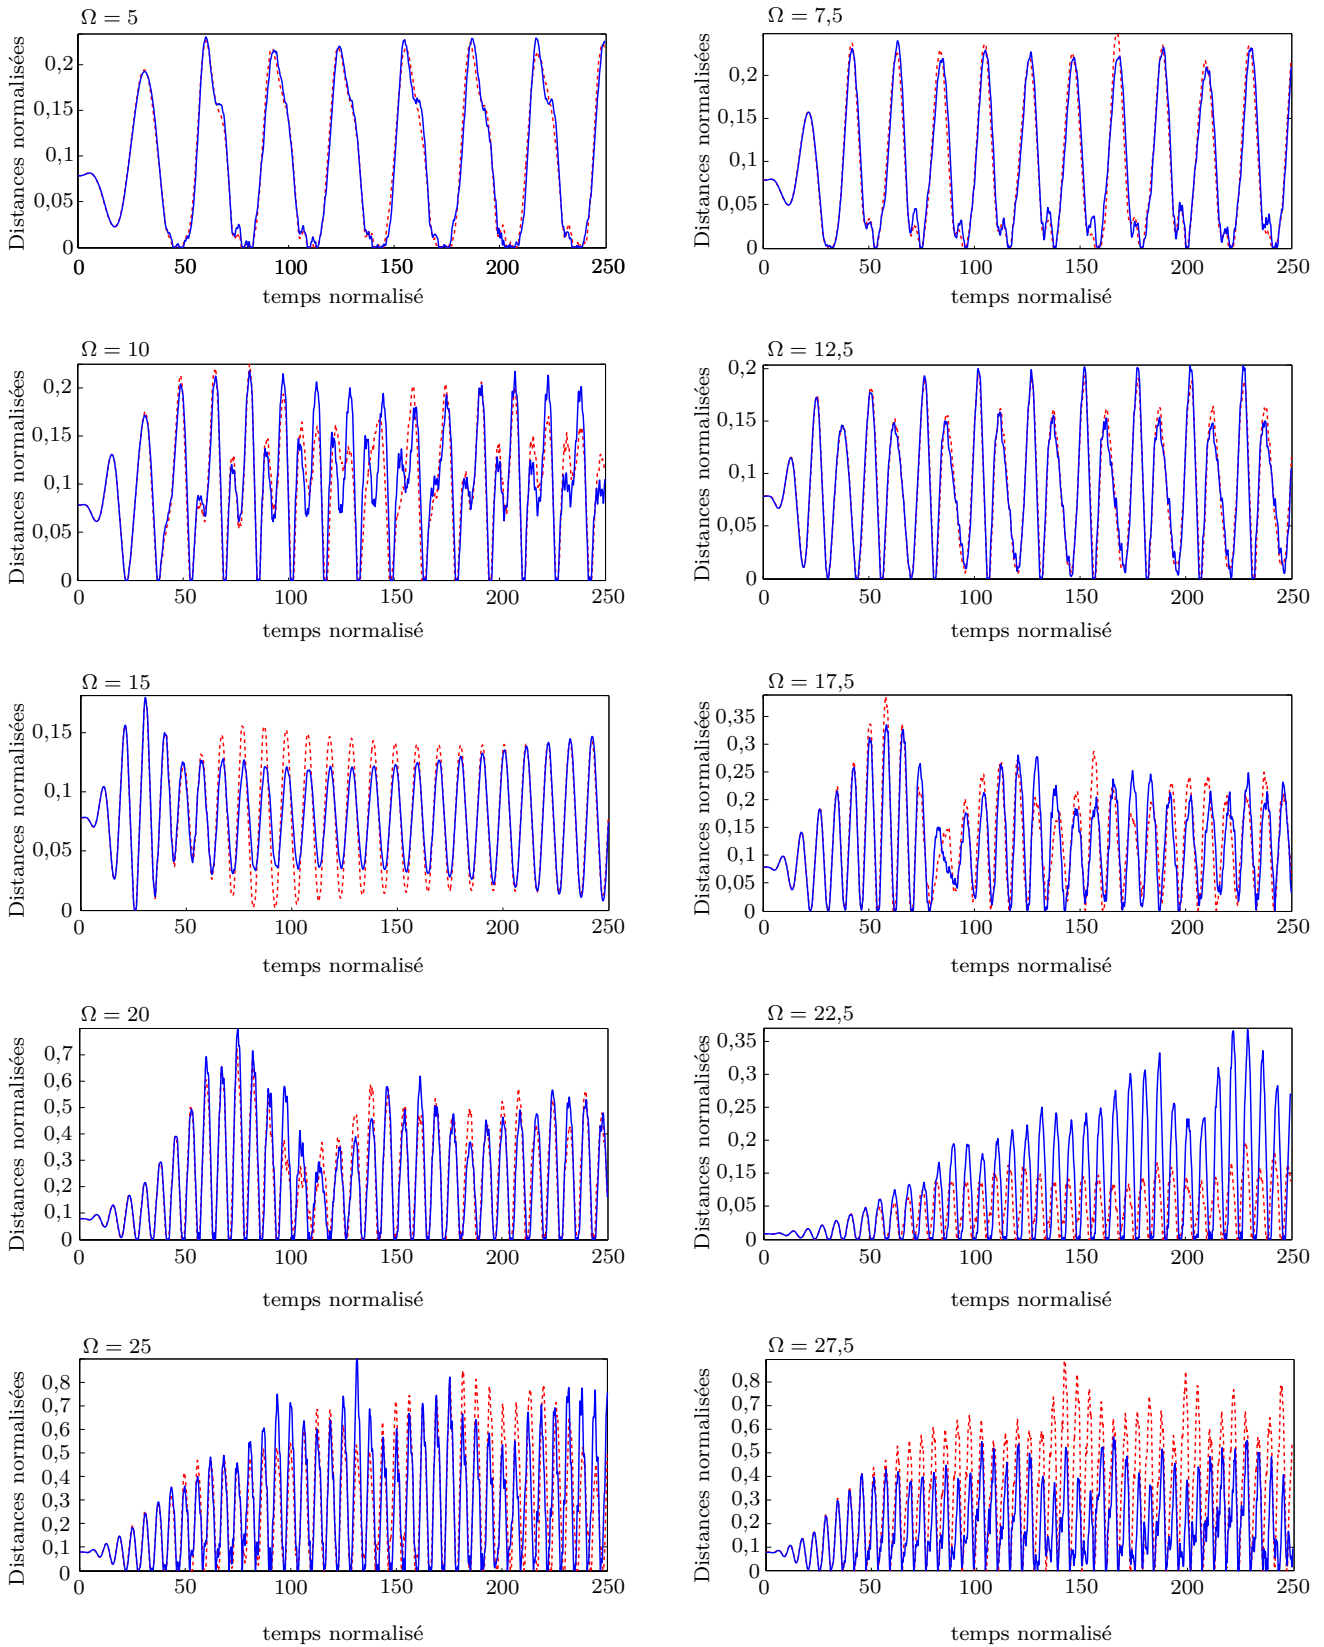 Ω = 5
Distances normalisées
0,2
0,15
0,1
0,05
0
0 50 100 150 200 250
temps normalisé
Ω = 7,5
Distances normalisées
0,2
0,15
0,1
0,05
0
0 50 100 150 200 250
temps normalisé
Ω = 10
Distances normalisées
0,2
0,15
0,1
0,05
0
0 50 100 150 200 250
temps normalisé
Ω = 12,5
Distances normalisées
0,2
0,15
0,1
0,05
0
0 50 100 150 200 250
temps normalisé
Ω = 15
Distances normalisées
0,15
0,1
0,05
0
0 50 100 150 200 250
temps normalisé
Ω = 17,5
Distances normalisées
0,35
0,3
0,25
0,2
0,15
0,1
0,05
0
0 50 100 150 200 250
temps normalisé
Ω = 20
Distances normalisées
0,7
0,6
0,5
0,4
0,3
0,2
0,1
0
0 50 100 150 200 250
temps normalisé
Ω = 22,5
Distances normalisées
0,35
0,3
0,25
0,2
0,15
0,05
0
0 50 100 150 200 250
temps normalisé
Ω = 25
Distances normalisées
0,8
0,7
0,6
0,5
0,4
0,3
0,2
0,1
0
0 50 100 150 200 250
temps normalisé
Ω = 27,5
Distances normalisées
0,8
0,7
0,6
0,5
0,4
0,3
0,2
0,1
0
0 50 100 150 200 250
temps normalisé